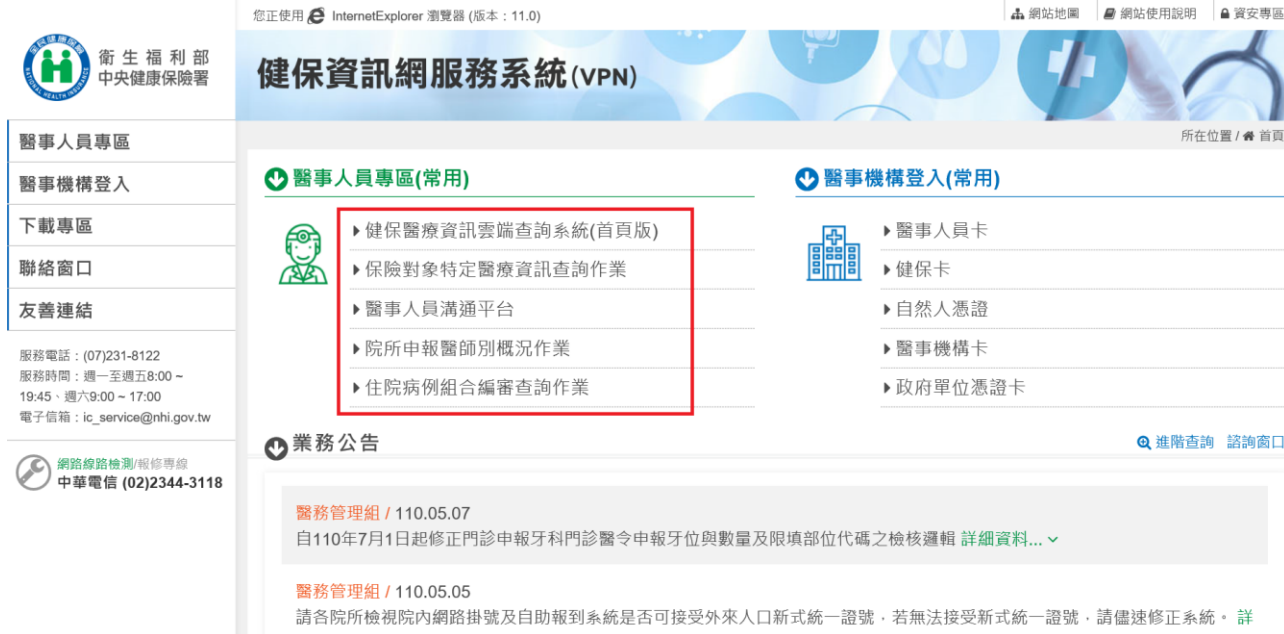 您正使用 InternetExplorer 瀏覽器 (版本：11.0)
網站地圖 網站使用說明 資安專區
衛生福利部
中央健康保險署
全民健康保險
NATIONAL HEALTH INSURANCE
健保資訊網服務系統(VPN)
所在位置 / 首頁
醫事人員專區
醫事機構登入
下載專區
聯絡窗口
友善連結
服務電話：(07)231-8122
服務時間：週一至週五8:00 ~
19:45、週六9:00 ~ 17:00
電子信箱：ic_service@nhi.gov.tw
網路線路檢測/報修專線
中華電信 (02)2344-3118
醫事人員專區(常用)
健保醫療資訊雲端查詢系統(首頁版)
保險對象特定醫療資訊查詢作業
醫事人員溝通平台
院所申報醫師別概況作業
住院病例組合編審查詢作業
醫事機構登入(常用)
醫事人員卡
健保卡
自然人憑證
醫事機構卡
政府單位憑證卡
業務公告
進階查詢 諮詢窗口
醫務管理組 / 110.05.07
自110年7月1日起修正門診申報牙科門診醫令申報牙位與數量及限填部位代碼之檢核邏輯 詳細資料...
醫務管理組 / 110.05.05
請各院所檢視院內網路掛號及自助報到系統是否可接受外來人口新式統一證號，若無法接受新式統一證號，請儘速修正系統。 詳